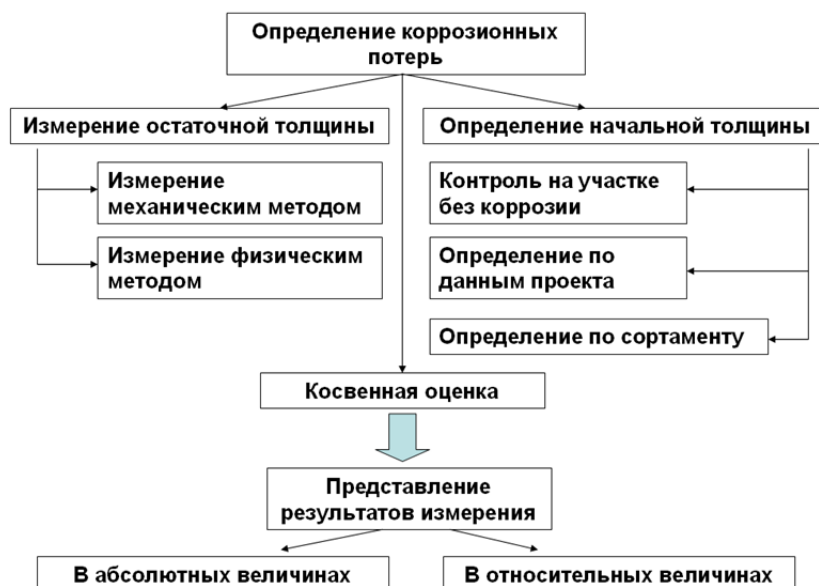 Определение коррозионных
потерь
Измерение остаточной толщины
Определение начальной толщины
Измерение
механическим методом
Контроль на участке
без коррозии
Измерение физическим
методом
Определение по
данным проекта
Определение по сортаменту
Косвенная оценка
Представление
результатов измерения
В абсолютных величинах
В относительных величинах